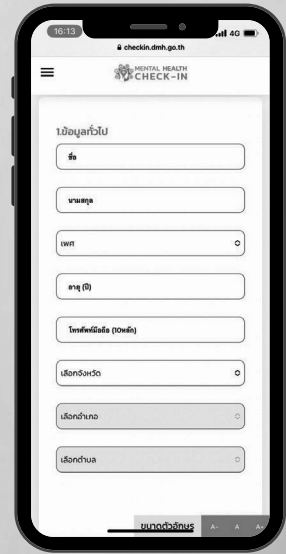 16:13
4G
checkin.dmh.go.th
MENTAL HEALTH
CHECK-IN
1.ข้อมูลทั่วไป
ชื่อ
นามสกุล
เพศ
อายุ (ปี)
โทรศัพท์มือถือ (10หลัก)
เลือกจังหวัด
เลือกอำเภอ
เลือกตำบล
ขนาดตัวอักษร A- A A+